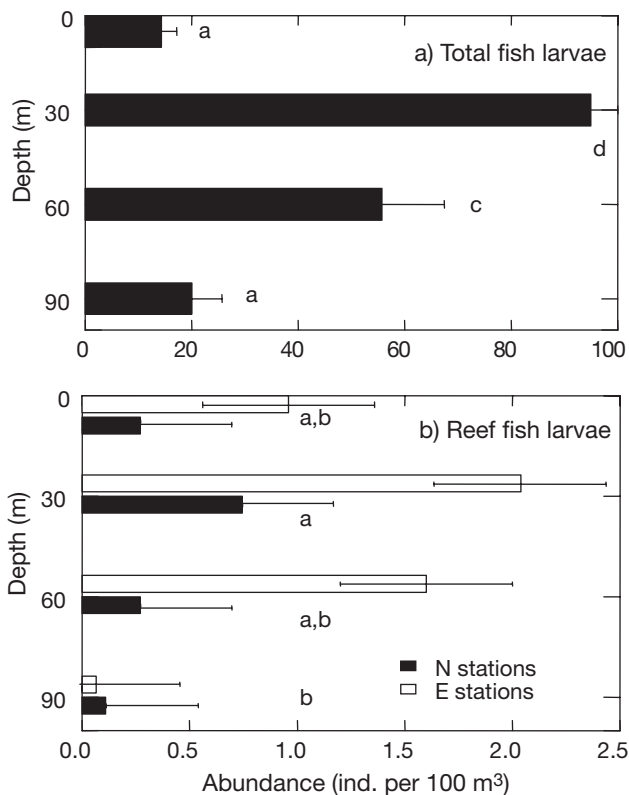 a) Total fish larvae
0
30
60
90
Depth (m)
a
d
c
a
0
20
40
60
80
100
b) Reef fish larvae
0
30
60
90
Depth (m)
a,b
a
a,b
b
N stations
E stations
0.0
0.5
1.0
1.5
2.0
2.5
Abundance (ind. per 100 m³)